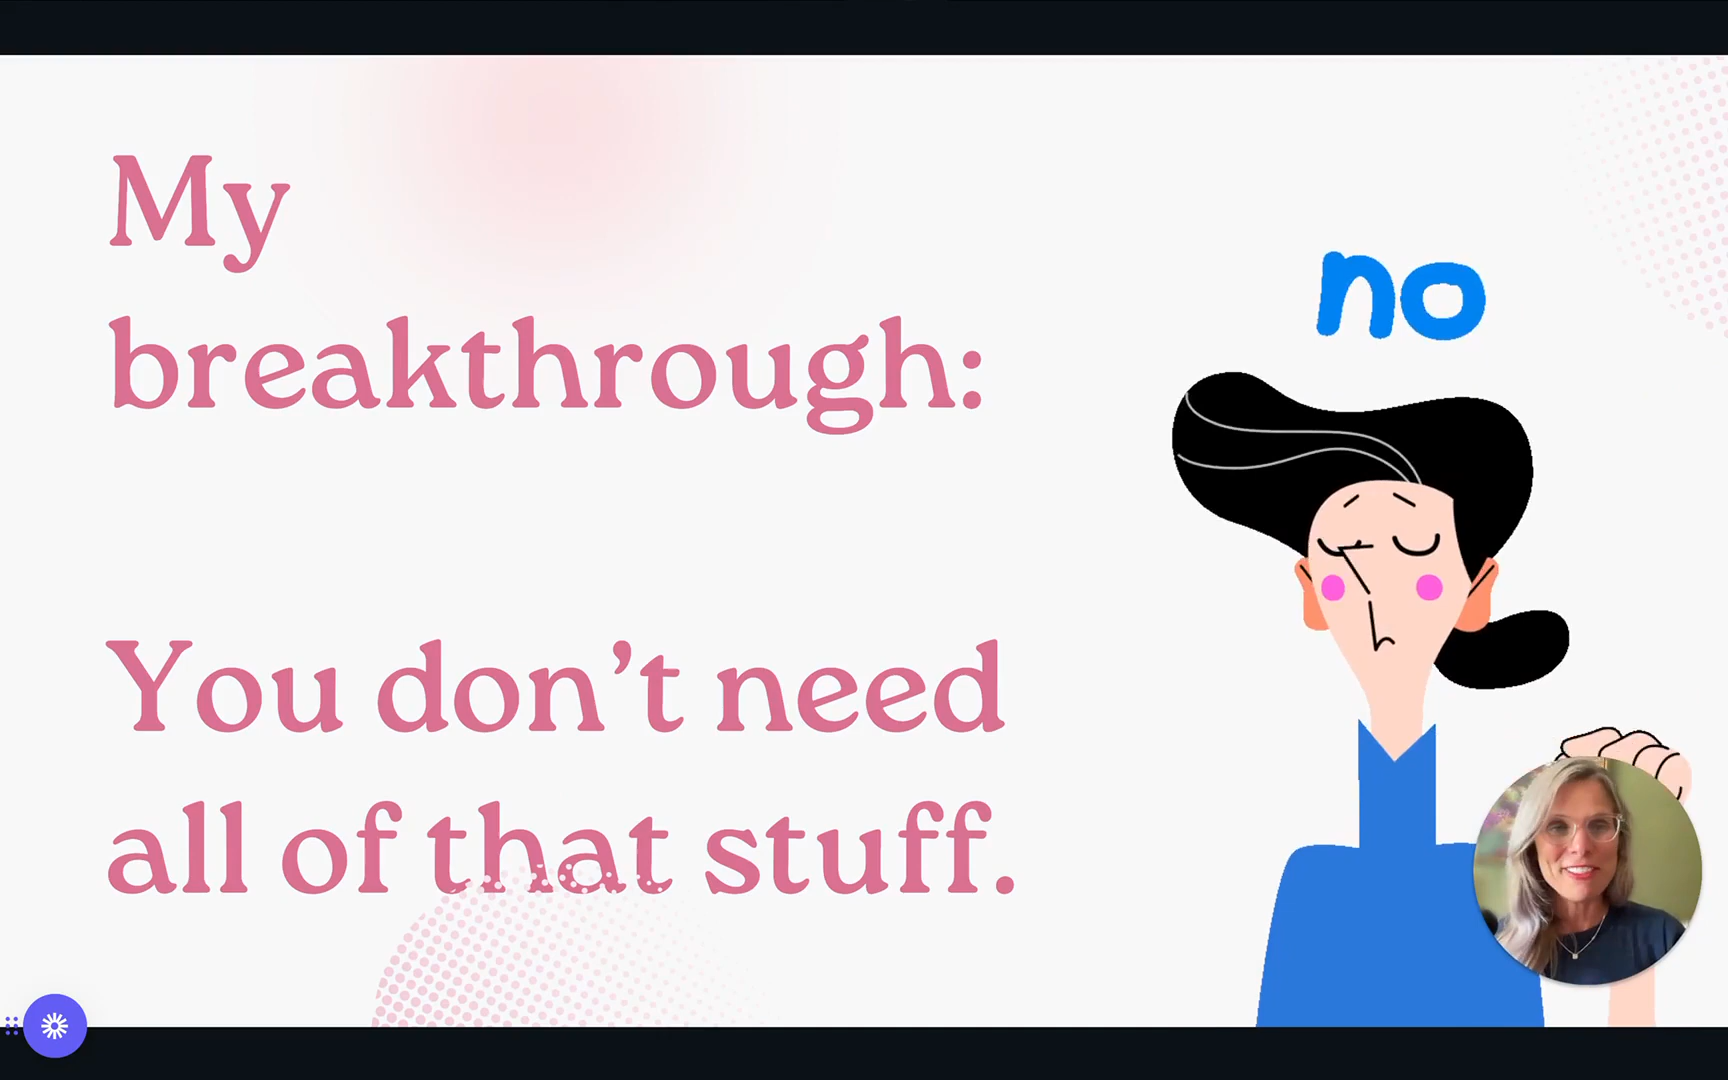 My
breakthrough:
no
You don’t need
all of that stuff.